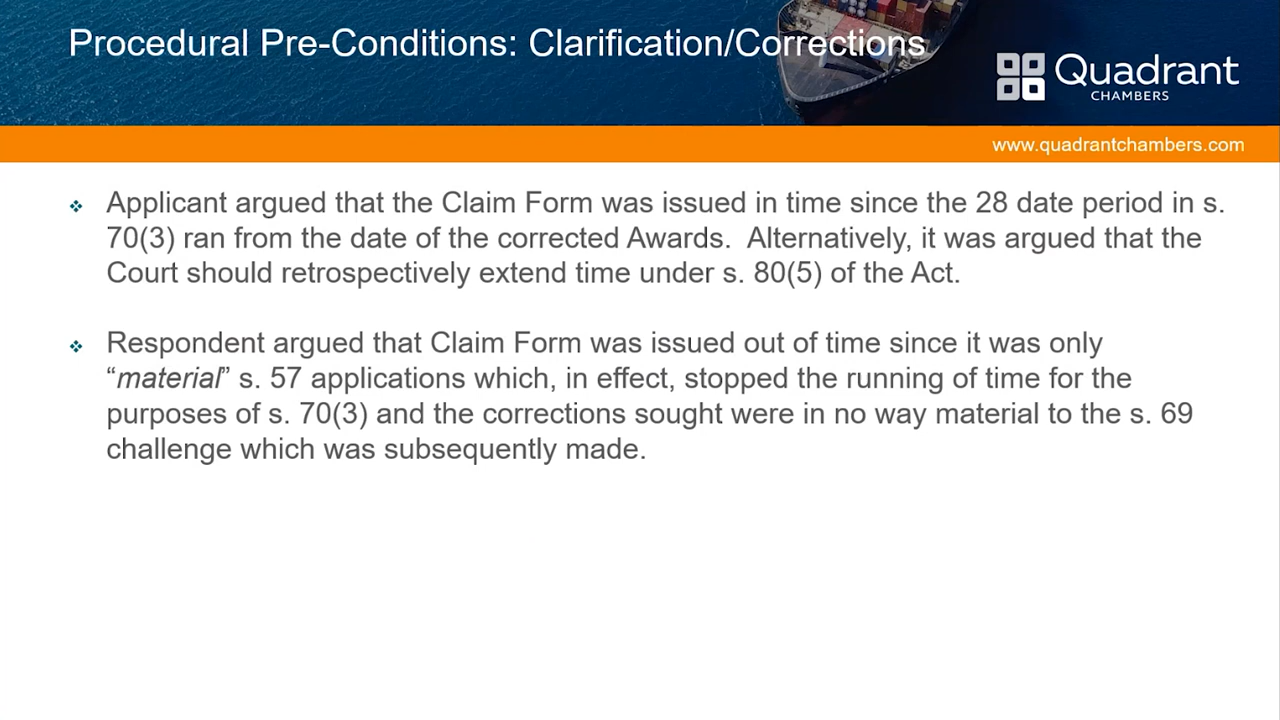 Procedural Pre-Conditions: Clarification/Corrections
Quadrant
CHAMBERS
www.quadrantchambers.com
Applicant argued that the Claim Form was issued in time since the 28 date period in s.
70(3) ran from the date of the corrected Awards.  Alternatively, it was argued that the
Court should retrospectively extend time under s. 80(5) of the Act.
Respondent argued that Claim Form was issued out of time since it was only
“material” s. 57 applications which, in effect, stopped the running of time for the
purposes of s. 70(3) and the corrections sought were in no way material to the s. 69
challenge which was subsequently made.